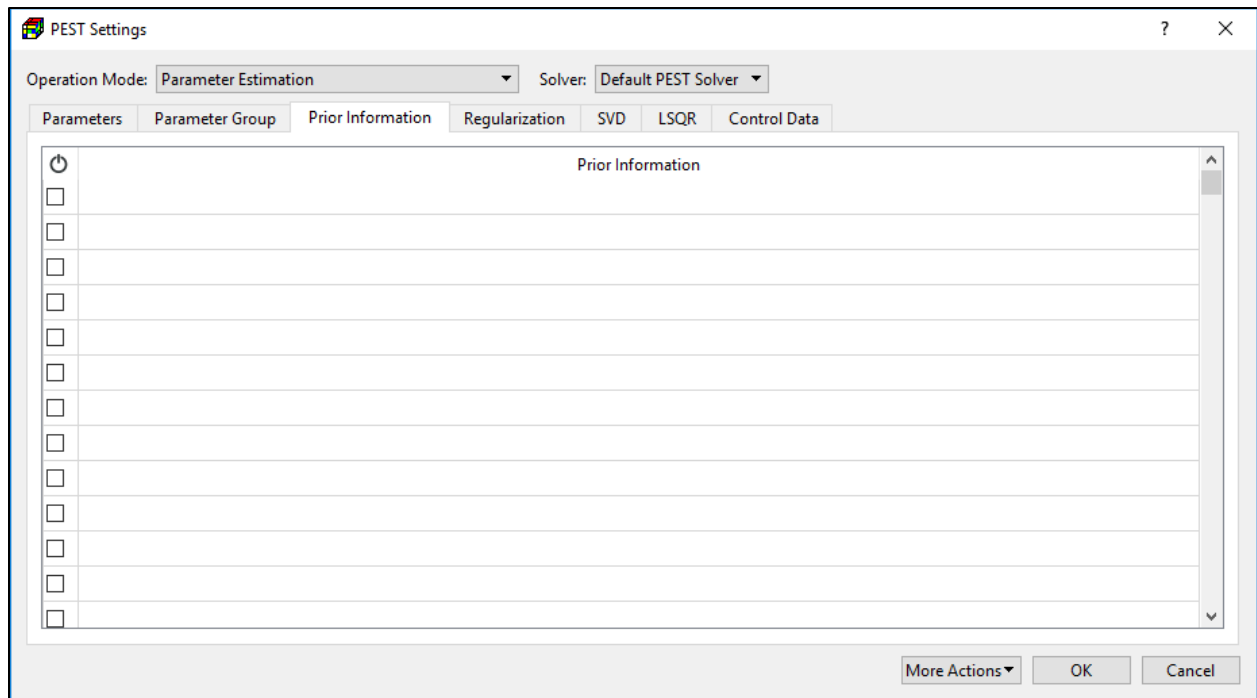 PEST Settings
Operation Mode: Parameter Estimation Solver: Default PEST Solver
Parameters Parameter Group Prior Information Regularization SVD LSQR Control Data
Prior Information
More Actions OK Cancel